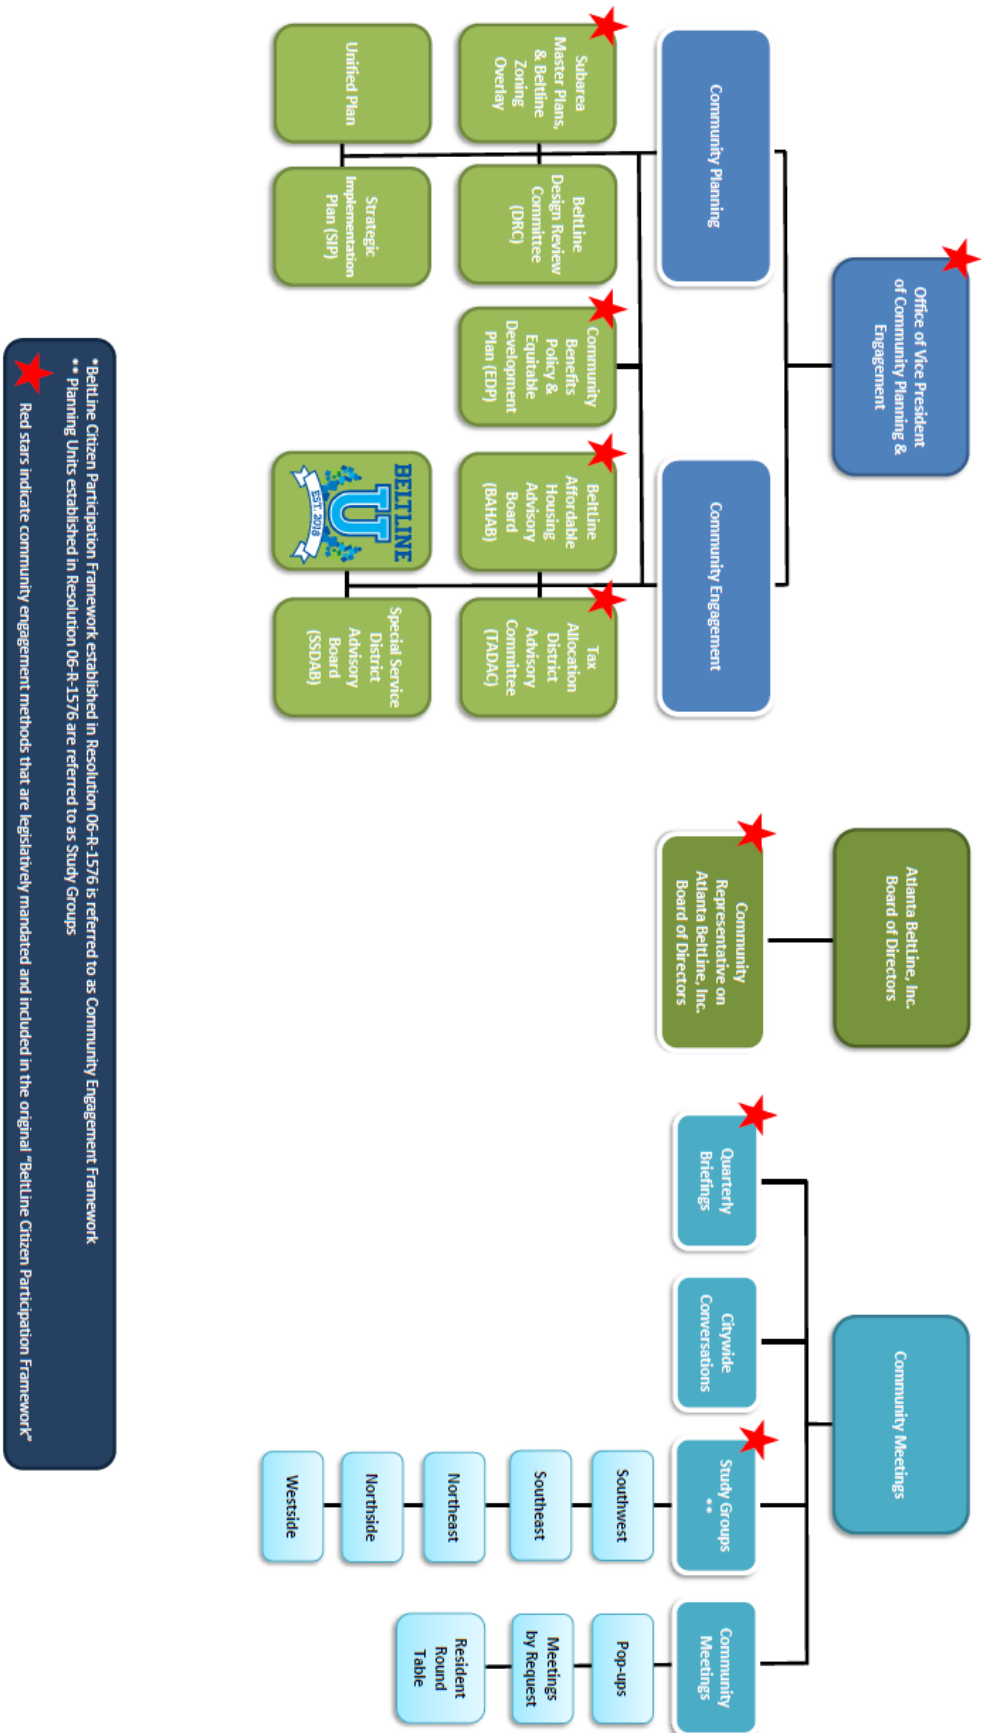 Office of Vice President
of Community Planning &
Engagement
Community Planning
Community Engagement
Subarea
Master Plans,
& Beltline
Zoning
Overlay
BeltLine
Design Review
Committee
(DRC)
Community
Benefits
Policy &
Equitable
Development
Plan (EDP)
BeltLine
Affordable
Housing
Advisory
Board
(BAHAB)
Tax
Allocation
District
Advisory
Committee
(TADAC)
Unified Plan
Strategic
Implementation
Plan (SIP)
BELTLINE
U
EST. 2018
Special Service
District
Advisory
Board
(SSDAB)
Atlanta BeltLine, Inc.
Board of Directors
Community
Representative on
Atlanta BeltLine, Inc.
Board of Directors
Community Meetings
Quarterly
Briefings
Citywide
Conversations
Study Groups
**
Community
Meetings
Southwest
Southeast
Northeast
Northside
Westside
Pop-ups
Meetings
by Request
Resident
Round
Table
*BeltLine Citizen Participation Framework established in Resolution 06-R-1576 is referred to as Community Engagement Framework
** Planning Units established in Resolution 06-R-1576 are referred to as Study Groups
Red stars indicate community engagement methods that are legislatively mandated and included in the original "BeltLine Citizen Participation Framework"